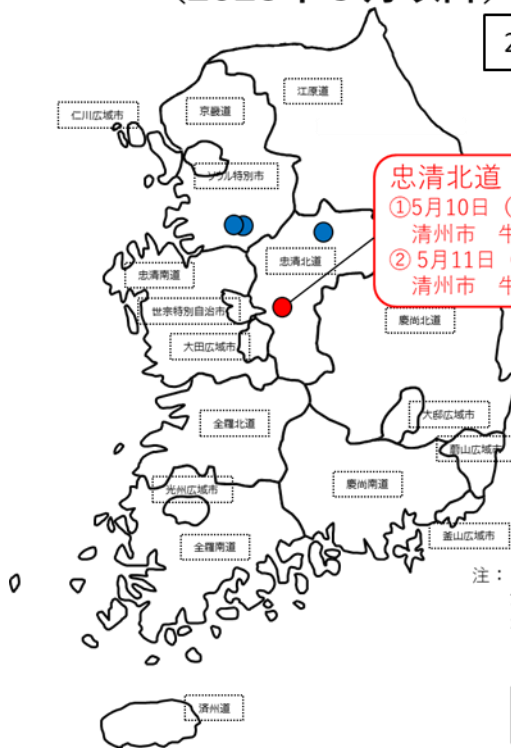 2
江原道
京畿道
仁川広域市
ソウル特別市
忠清北道
①5月10日（
清州市 牛
② 5月11日（
清州市 牛
忠清北道
忠清南道
世宗特別自治市
大田広域市
慶尚北道
大邱広域市
全羅北道
蔚山広域市
慶尚南道
光州広域市
釜山広域市
全羅南道
注：
済州道